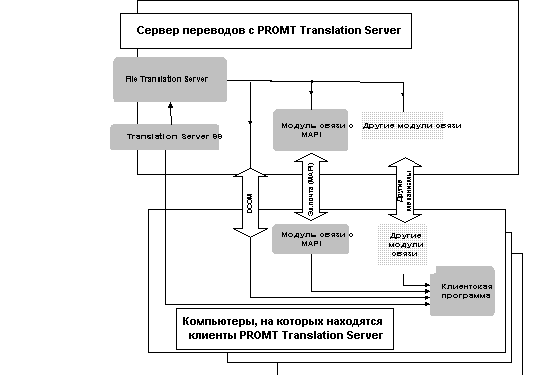 Сервер переводов с PROMT Translation Server
File Translation Server
Translation Server 98
Модуль связи с
MAPI
Другие модули связи
DCOM
Эл.почта (MAPI)
Другие
механизмы
Модуль связи с
MAPI
Другие
модули
связи
Клиентская
программа
Компьютеры, на которых находятся
клиенты PROMT Translation Server